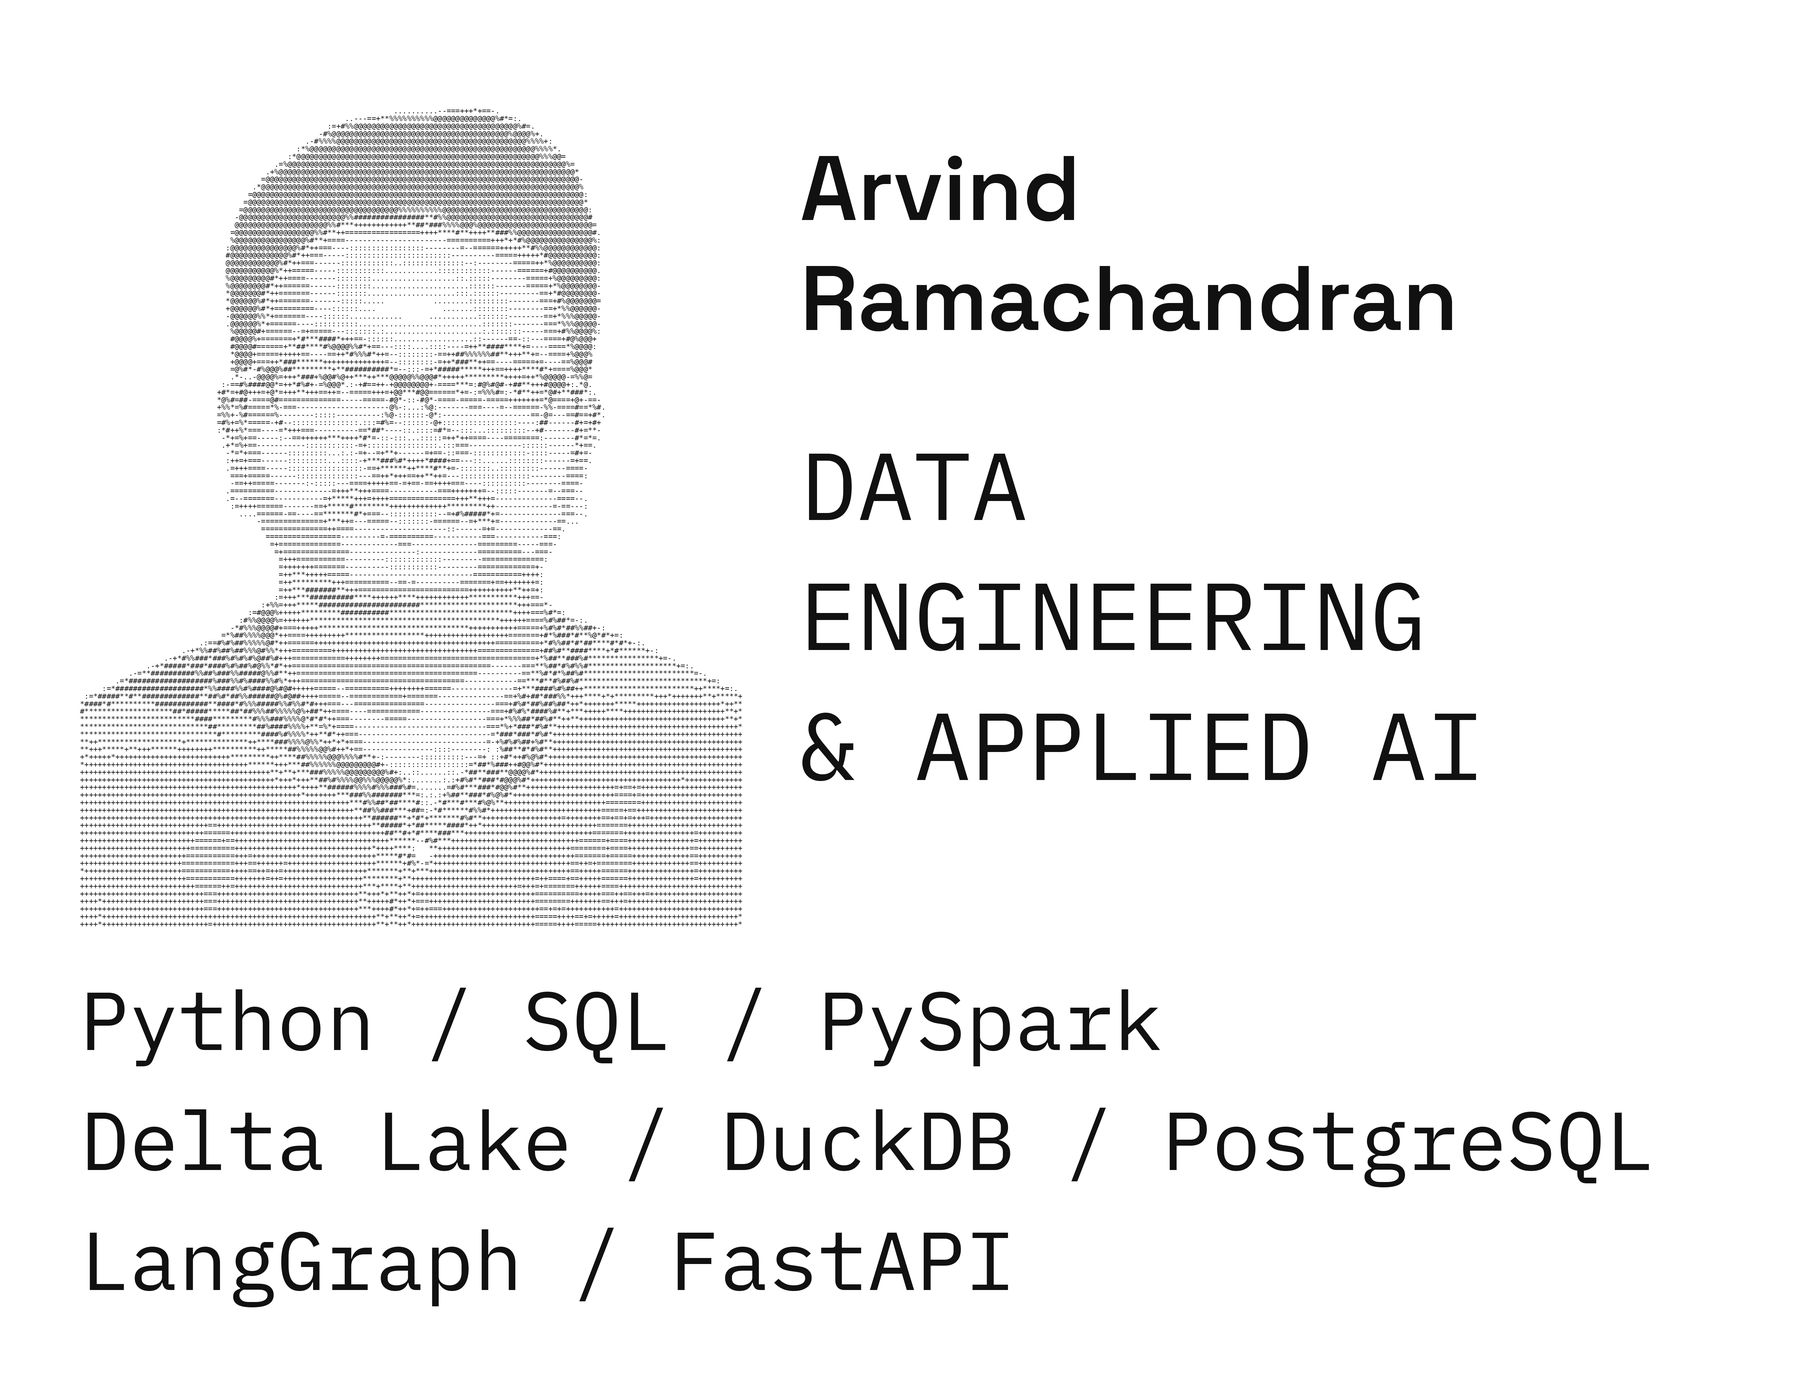 Arvind
Ramachandran
DATA
ENGINEERING
& APPLIED AI
Python / SQL / PySpark
Delta Lake / DuckDB / PostgreSQL
LangGraph / FastAPI